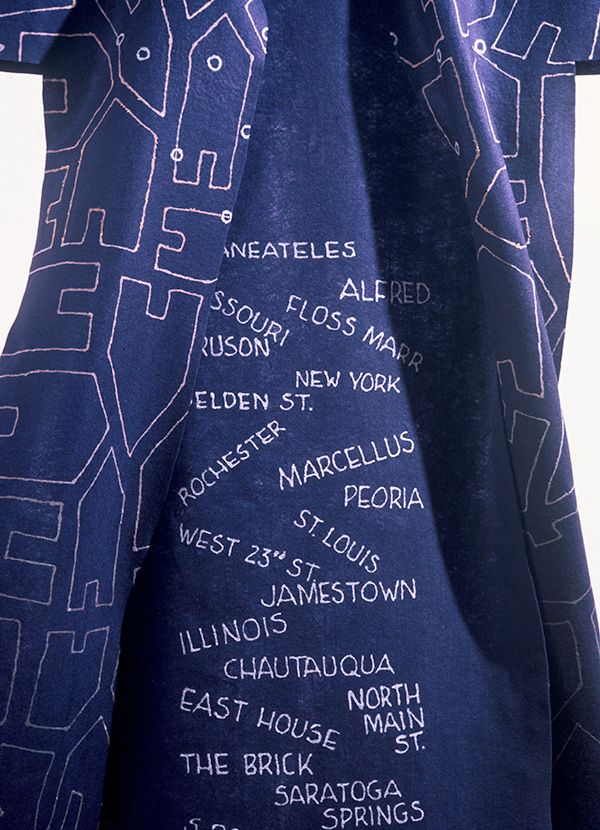 ANEATELES
ALFRED
SSOURI
FLOSS MARR
RUSON
NEW YORK
ELDEN ST.
ROCHESTER
MARCELLUS
PEORIA
ST. LOUIS
WEST 23RD ST.
JAMESTOWN
ILLINOIS
CHAUTAUQUA
EAST HOUSE
NORTH
MAIN
ST.
THE BRICK
SARATOGA
SPRINGS